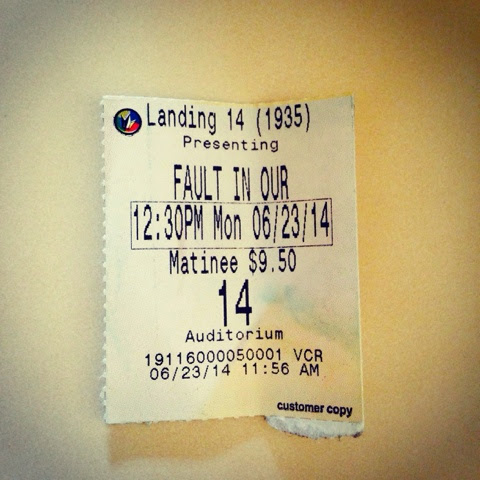 Landing 14 (1935)
Presenting
FAULT IN OUR
12:30PM Mon 06/23/14
Matinee $9.50
14
Auditorium
19116000050001 VCR
06/23/14 11:56 AM
customer copy